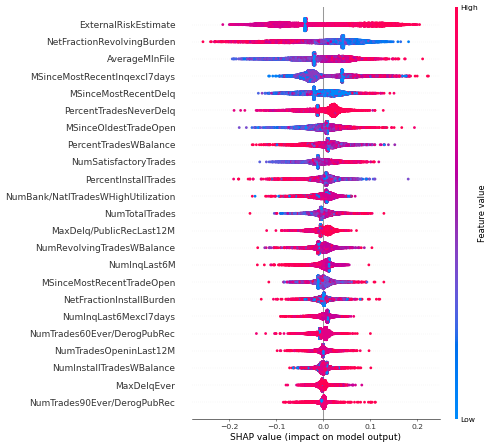 High
ExternalRiskEstimate
NetFractionRevolvingBurden
AverageMInFile
MSinceMostRecentInqexcl7days
MSinceMostRecentDelq
PercentTradesNeverDelq
MSinceOldestTradeOpen
PercentTradesWBalance
NumSatisfactoryTrades
PercentInstallTrades
NumBank/NatlTradesWHighUtilization
NumTotalTrades
MaxDelq/PublicRecLast12M
NumRevolvingTradesWBalance
NumInqLast6M
MSinceMostRecentTradeOpen
NetFractionInstallBurden
NumInqLast6Mexcl7days
NumTrades60Ever/DerogPubRec
NumTradesOpeninLast12M
NumInstallTradesWBalance
MaxDelqEver
NumTrades90Ever/DerogPubRec
Feature value
Low
−0.2 −0.1 0.0 0.1 0.2
SHAP value (impact on model output)